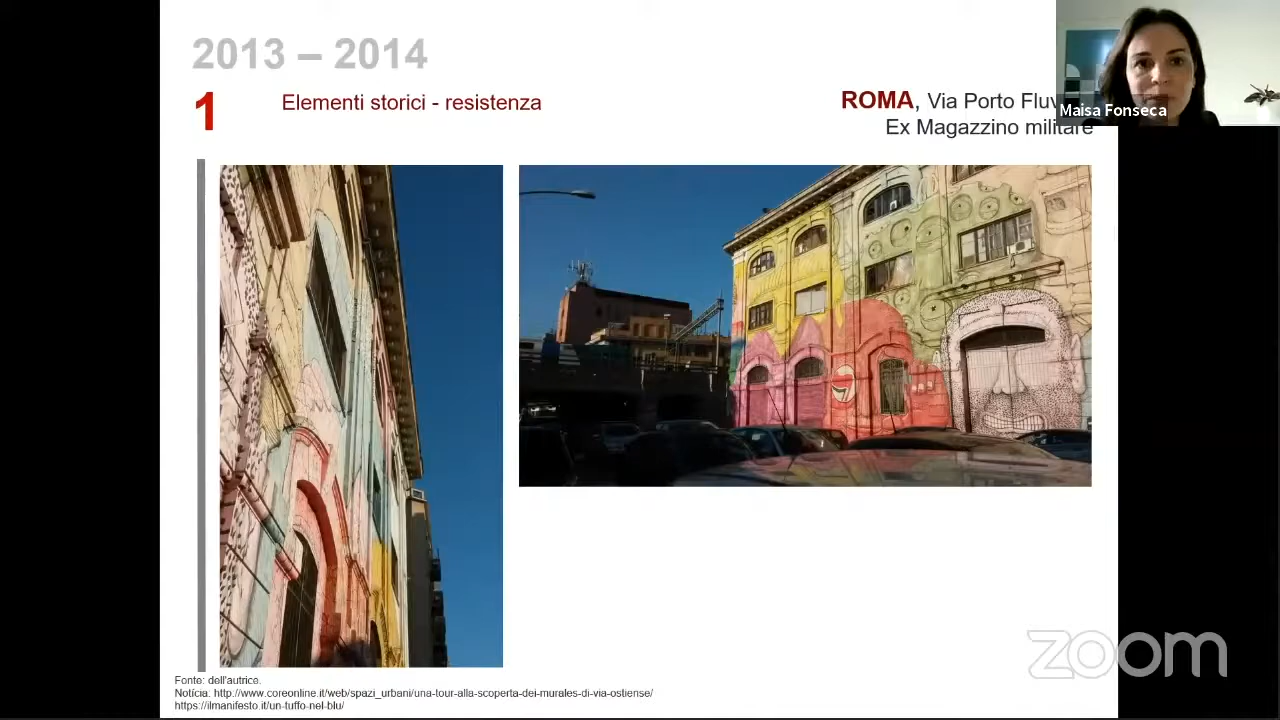 2013 – 2014
1
Elementi storici - resistenza
ROMA, Via Porto
Ex Magazzino militare
Maisa Fonseca
zoom
Fonte: dell'autrice.
Notícia: http://www.coreonline.it/web/spazi_urbani/una-tour-alla-scoperta-dei-murales-di-via-ostiense/
https://ilmanifesto.it/un-tuffo-nel-blu/